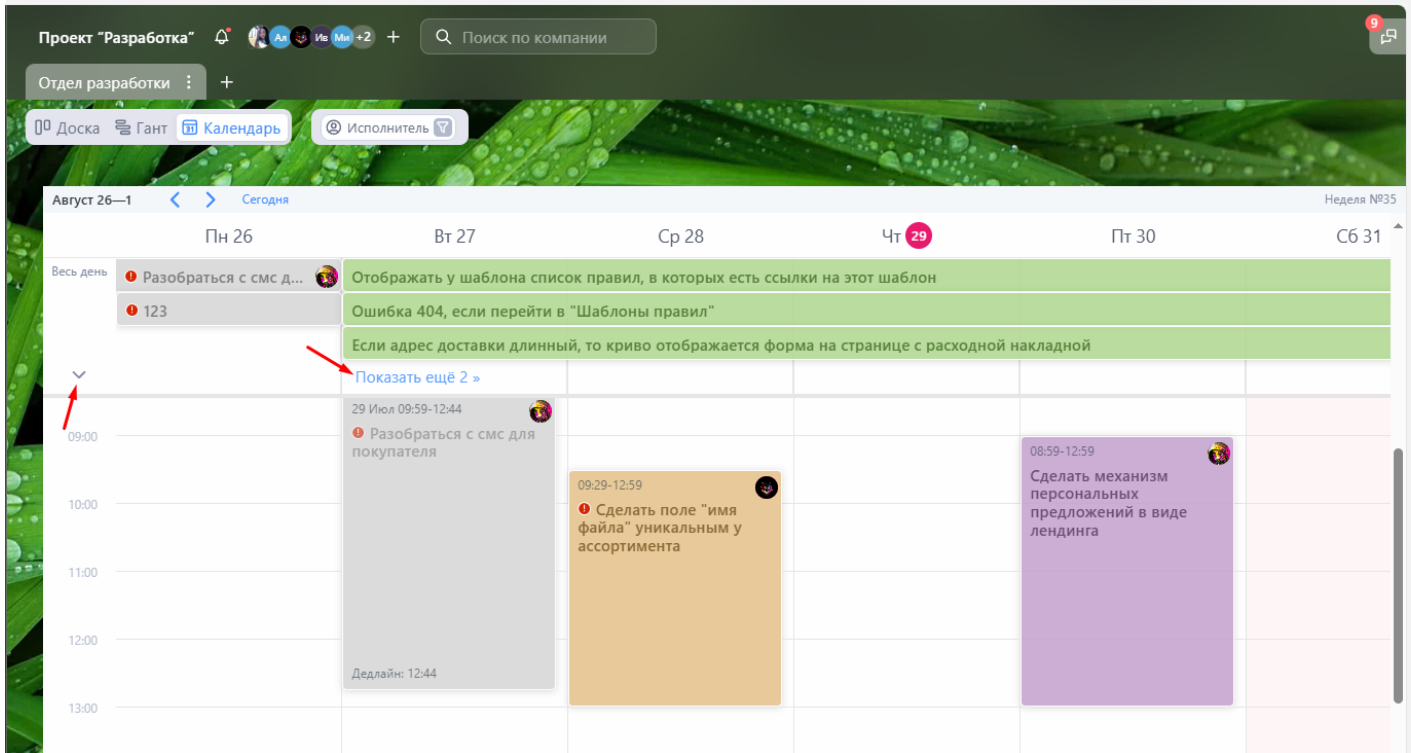 Проект "Разработка" Ал Ив Ми +2 + Поиск по компании 9
Отдел разработки +
Доска Гант 31 Календарь Исполнитель
Август 26—1 Сегодня Неделя №35
Пн 26 Вт 27 Ср 28 Чт 29 Пт 30 Сб 31
Весь день Разобраться с смс д... Отображать у шаблона список правил, в которых есть ссылки на этот шаблон
123 Ошибка 404, если перейти в "Шаблоны правил"
Если адрес доставки длинный, то криво отображается форма на странице с расходной накладной
Показать ещё 2 »
29 Июл 09:59-12:44
Разобраться с смс для
покупателя
Дедлайн: 12:44
09:29-12:59
Сделать поле "имя
файла" уникальным у
ассортимента
08:59-12:59
Сделать механизм
персональных
предложений в виде
лендинга
09:00
10:00
11:00
12:00
13:00